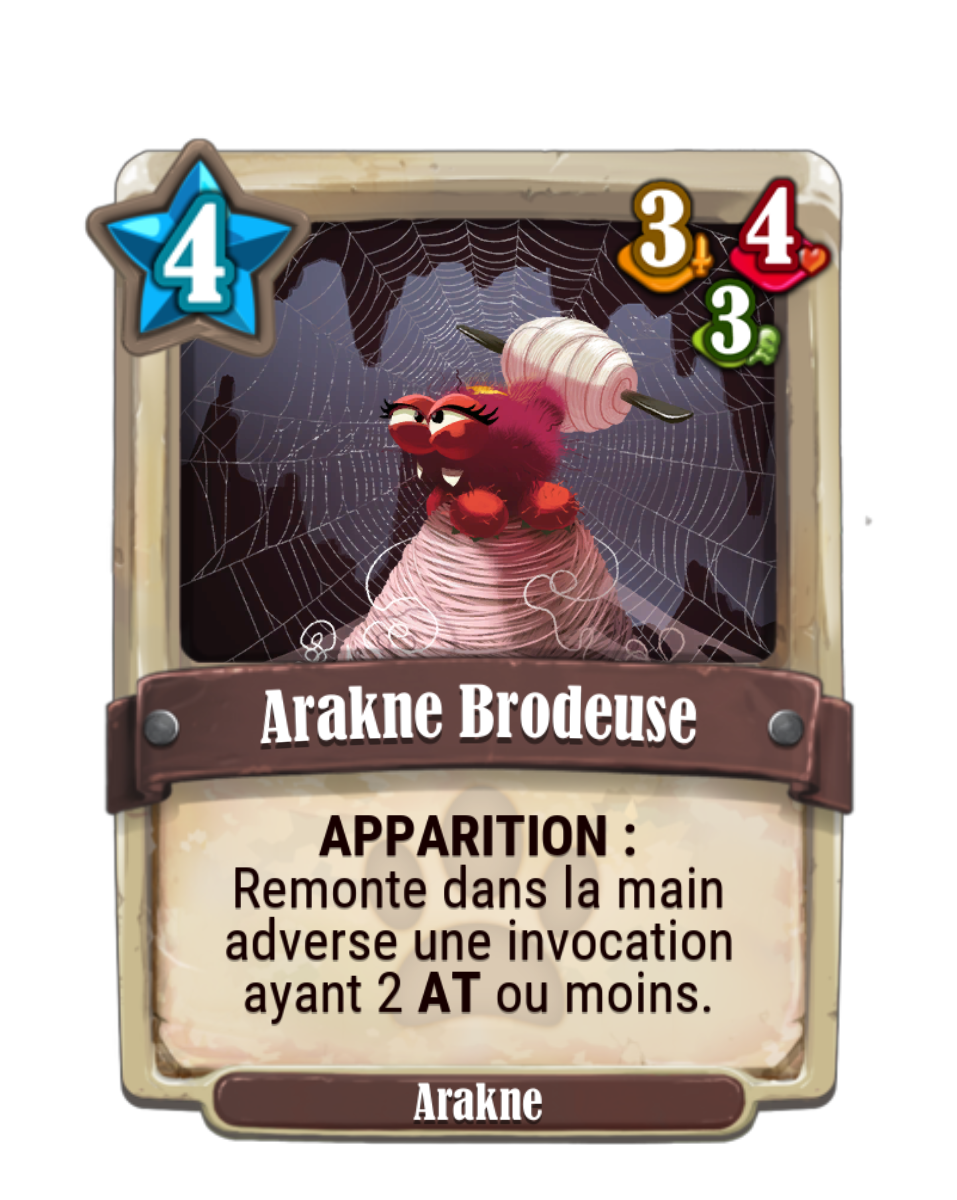 4
3
4
3
Arakne Brodeuse
APPARITION :
Remonte dans la main
adverse une invocation
ayant 2 AT ou moins.
Arakne